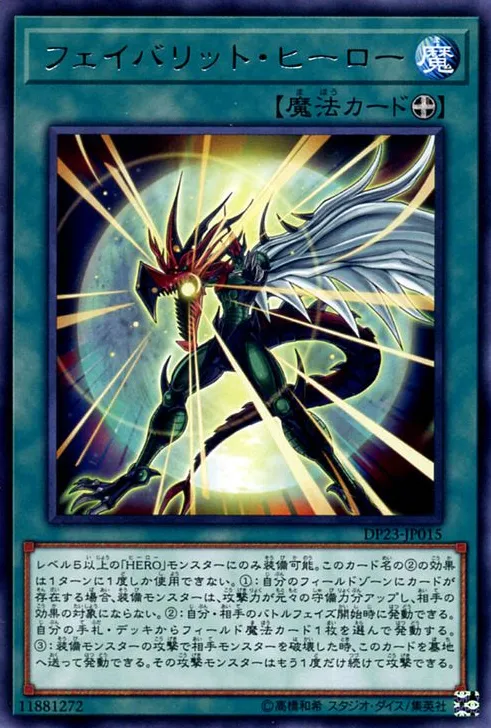 フェイバリット・ヒーロー
魔
【魔法カード】
DP23-JP015
レベル5以上の「HERO」モンスターにのみ装備可能。このカード名の②の効果
は1ターンに1度しか使用できない。①:自分のフィールドゾーンにカードが
存在する場合、装備モンスターは、攻撃力が元々の守備力分アップし、相手の
効果の対象にならない。②:自分・相手のバトルフェイズ開始時に発動できる。
自分の手札・デッキからフィールド魔法カード1枚を選んで発動する。
③:装備モンスターの攻撃で相手モンスターを破壊した時、このカードを墓地
へ送って発動できる。その攻撃モンスターはもう1度だけ続けて攻撃できる。
11881272
©高橋和希 スタジオ・ダイス/集英社